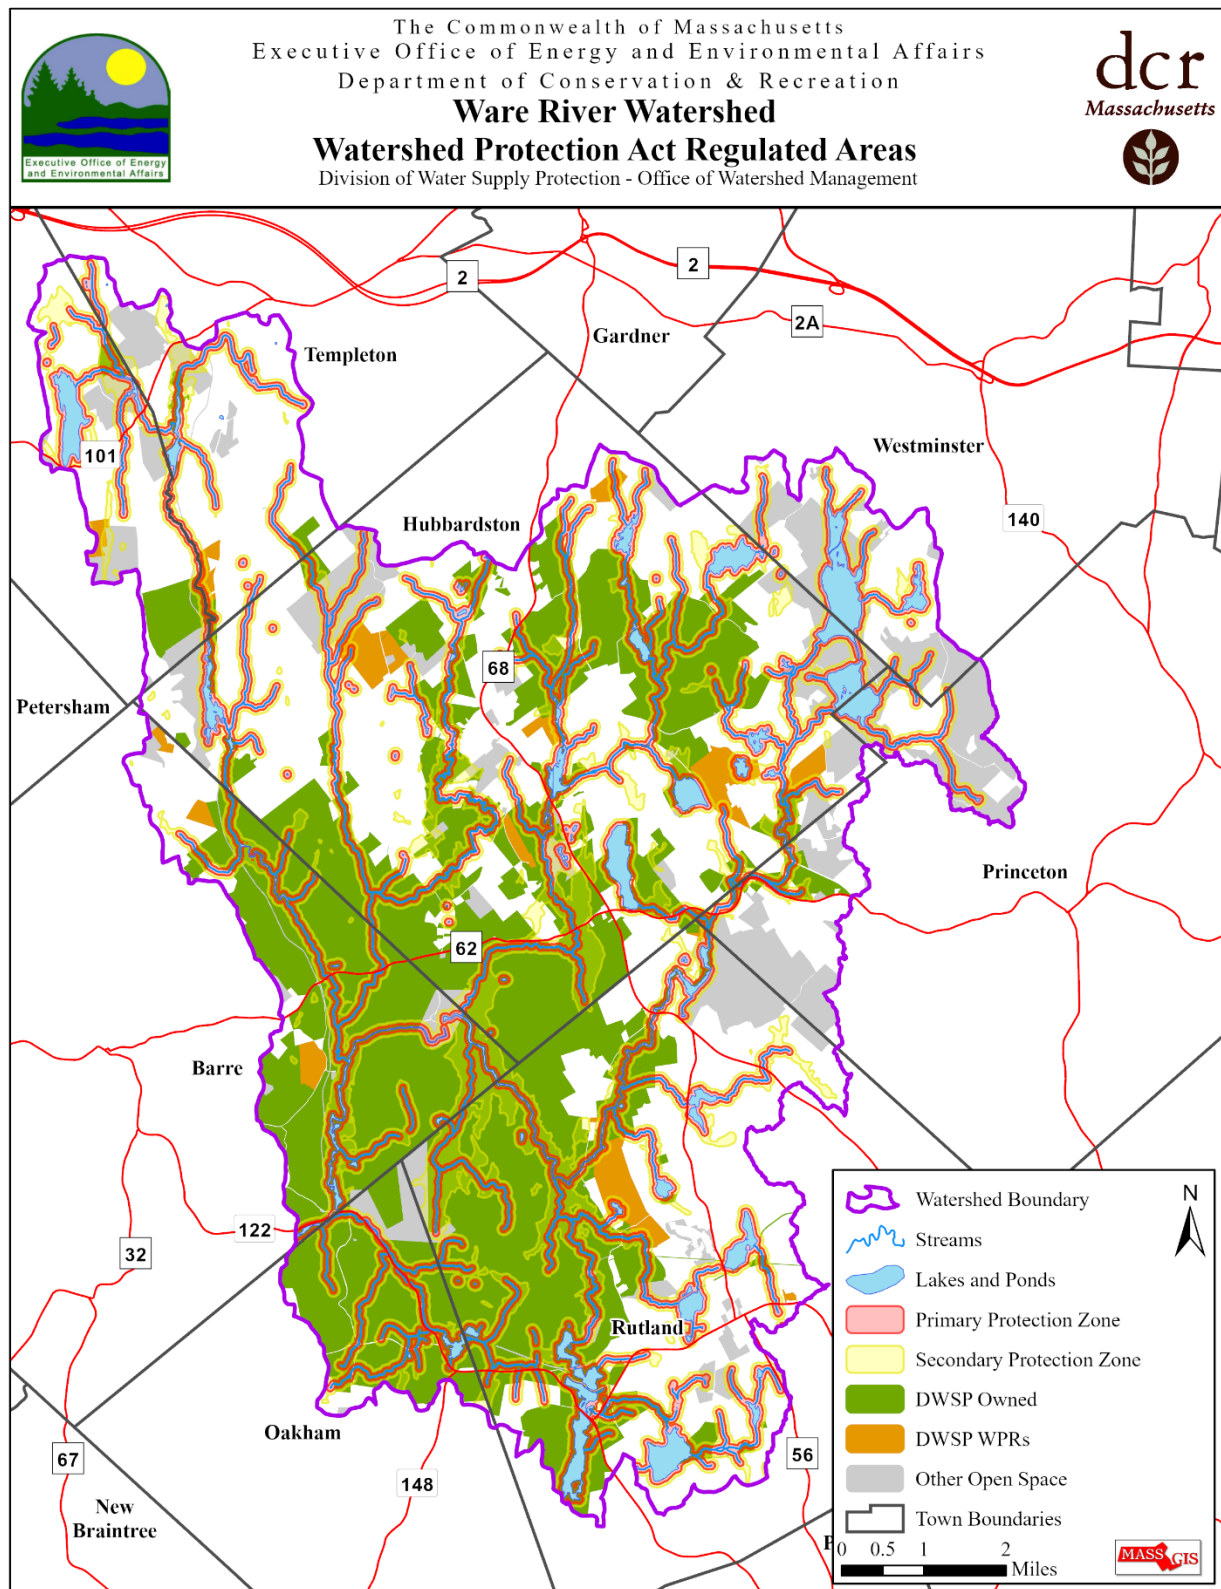 The Commonwealth of Massachusetts
Executive Office of Energy and Environmental Affairs
Department of Conservation & Recreation
Ware River Watershed
Watershed Protection Act Regulated Areas
Division of Water Supply Protection - Office of Watershed Management
Executive Office of Energy
and Environmental Affairs
dcr
Massachusetts
2
2
2A
Gardner
Templeton
Westminster
101
140
Hubbardston
68
Petersham
Princeton
62
Barre
122
32
Rutland
Oakham
67
148
56
New
Braintree
P
Watershed Boundary
N
Streams
Lakes and Ponds
Primary Protection Zone
Secondary Protection Zone
DWSP Owned
DWSP WPRs
Other Open Space
Town Boundaries
0 0.5 1 2
Miles
MASS GIS